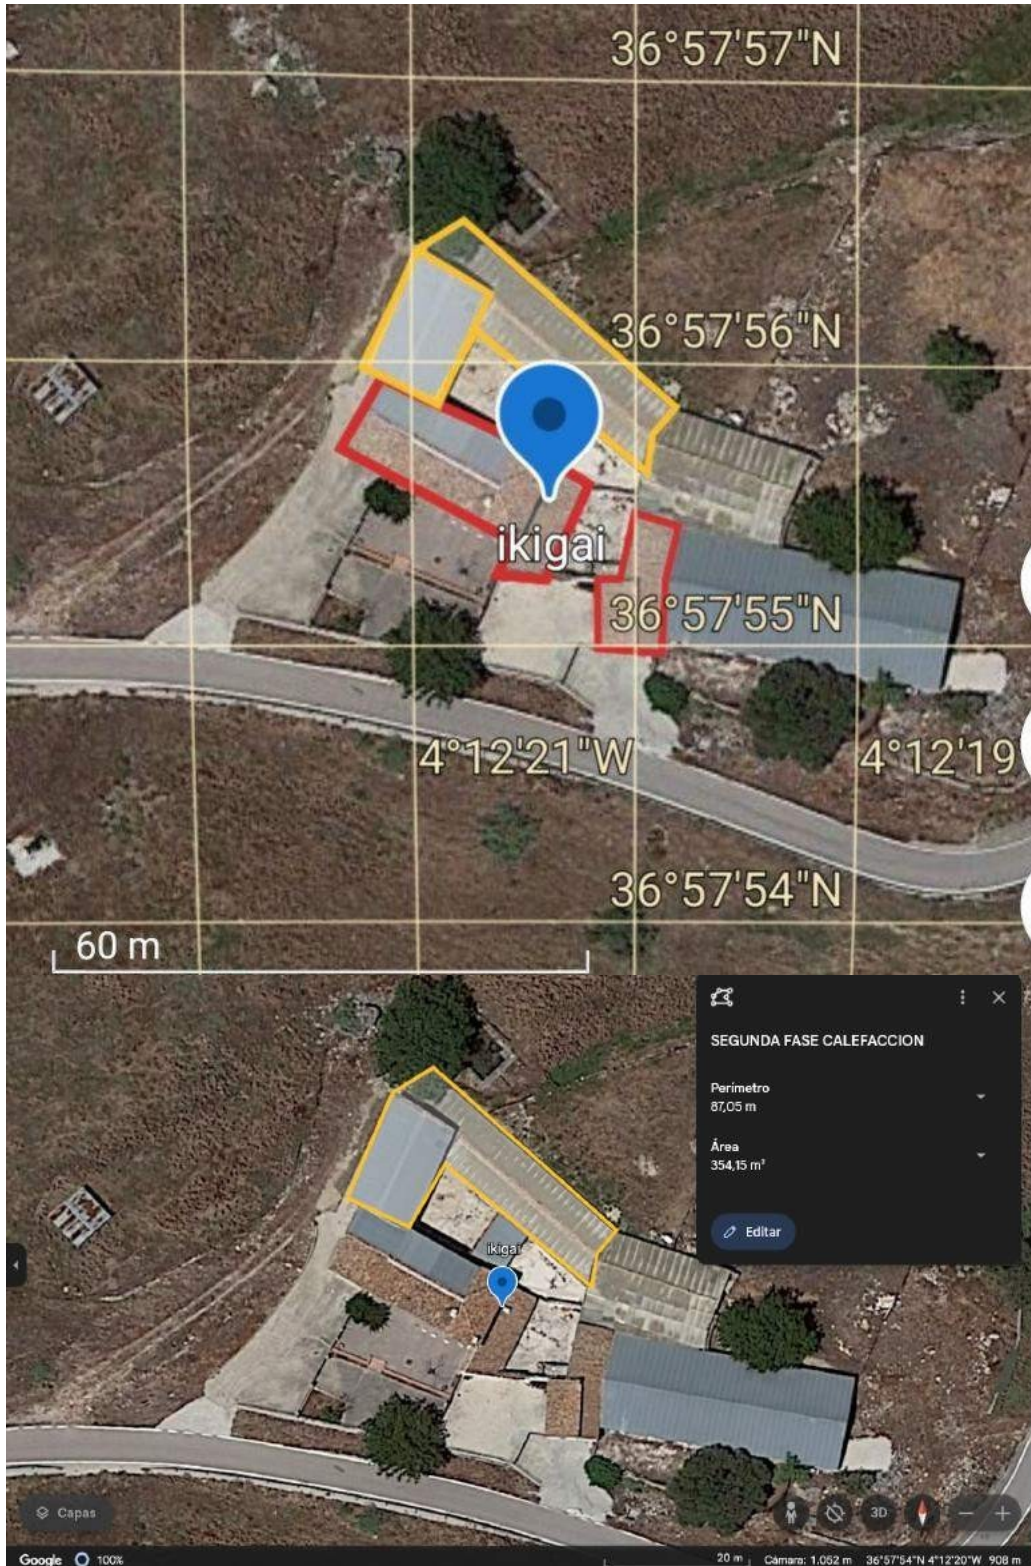 36°57'57"N
36°57'56"N
ikigai
36°57'55"N
4°12'21"W
4°12'19
36°57'54"N
60 m
SEGUNDA FASE CALEFACCION
Perímetro
87,05 m
Área
354,15 m²
Editar
ikigai
Capas
3D
Google 100% 20 m Cámara: 1.052 m 36°57'54"N 4°12'20"W 908 m